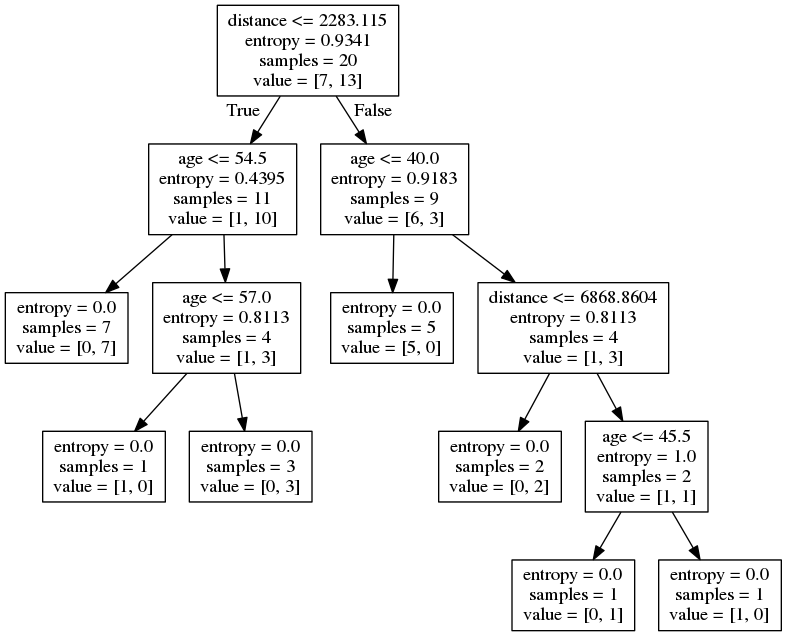 distance <= 2283.115
entropy = 0.9341
samples = 20
value = [7, 13]
True
False
age <= 54.5
entropy = 0.4395
samples = 11
value = [1, 10]
age <= 40.0
entropy = 0.9183
samples = 9
value = [6, 3]
entropy = 0.0
samples = 7
value = [0, 7]
age <= 57.0
entropy = 0.8113
samples = 4
value = [1, 3]
entropy = 0.0
samples = 5
value = [5, 0]
distance <= 6868.8604
entropy = 0.8113
samples = 4
value = [1, 3]
entropy = 0.0
samples = 1
value = [1, 0]
entropy = 0.0
samples = 3
value = [0, 3]
entropy = 0.0
samples = 2
value = [0, 2]
age <= 45.5
entropy = 1.0
samples = 2
value = [1, 1]
entropy = 0.0
samples = 1
value = [0, 1]
entropy = 0.0
samples = 1
value = [1, 0]